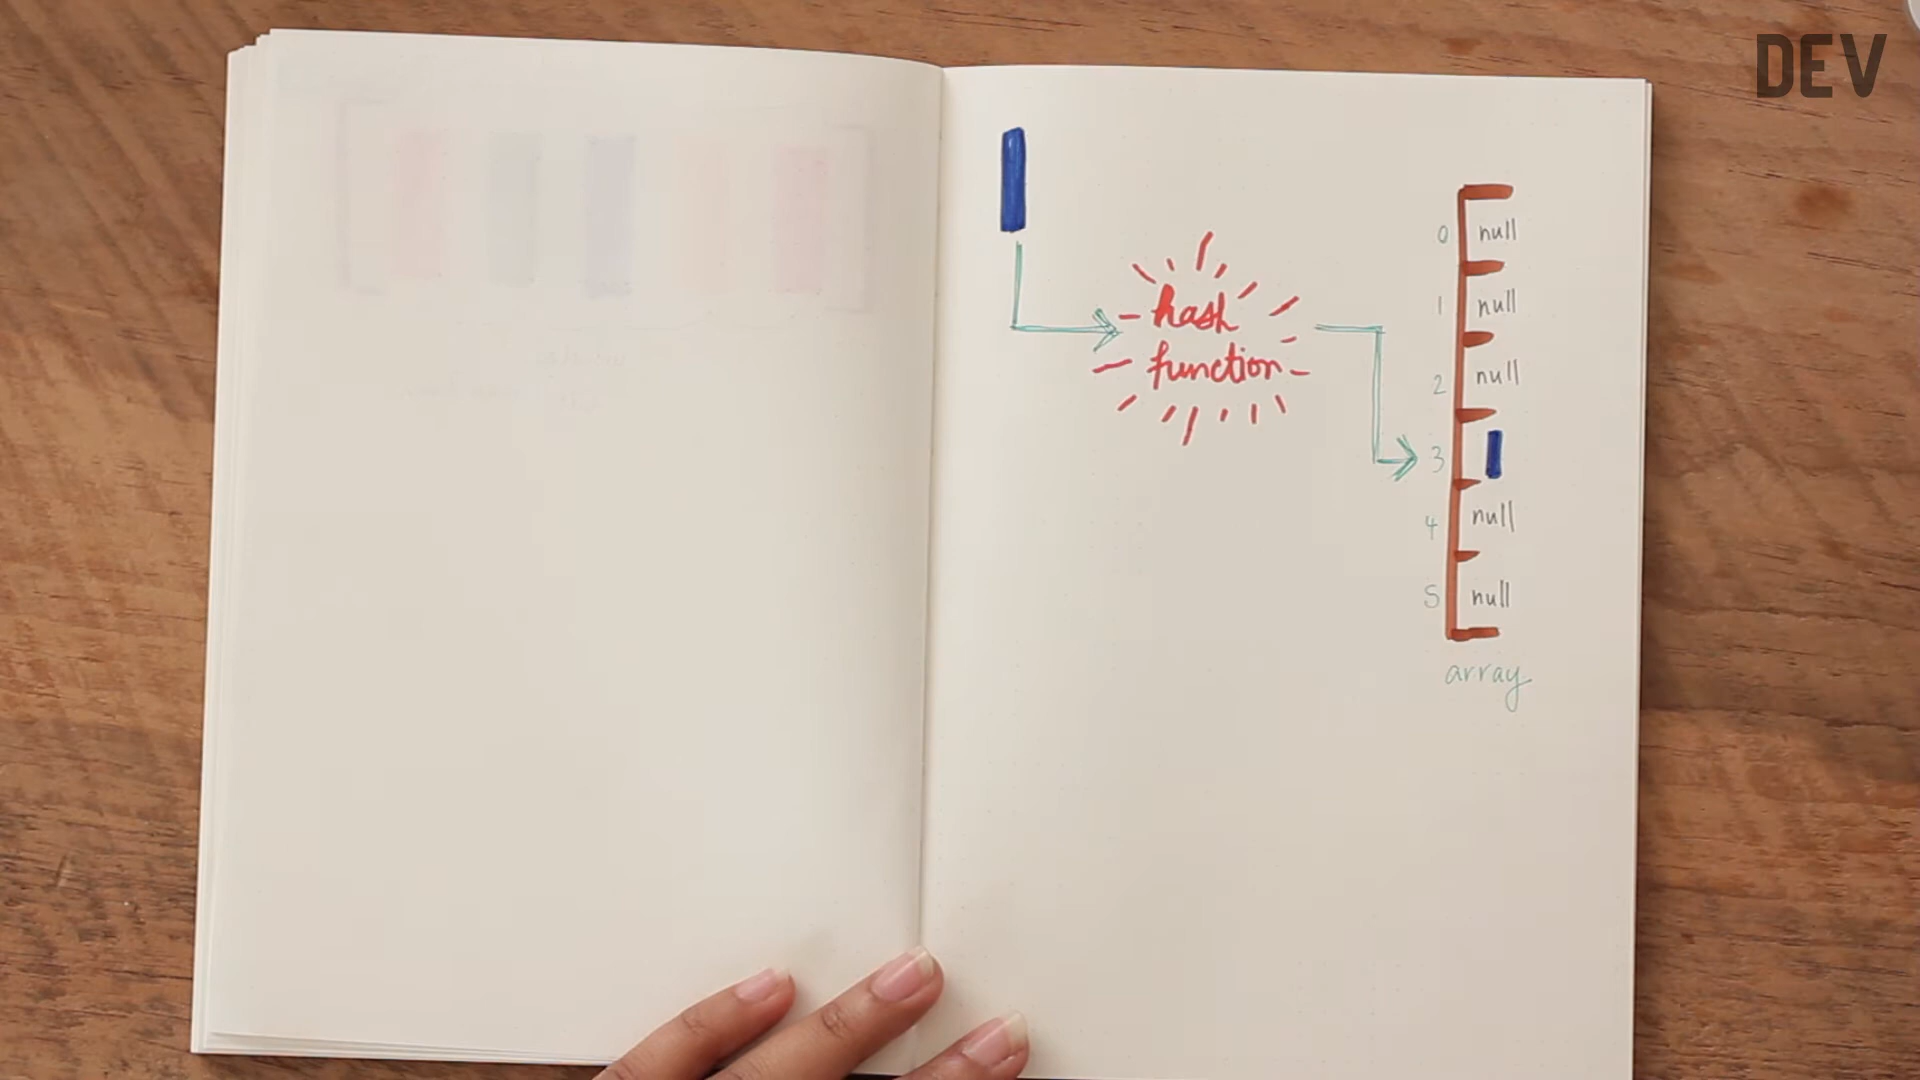 DEV
hash
function
0 null
1 null
2 null
3
4 null
5 null
array